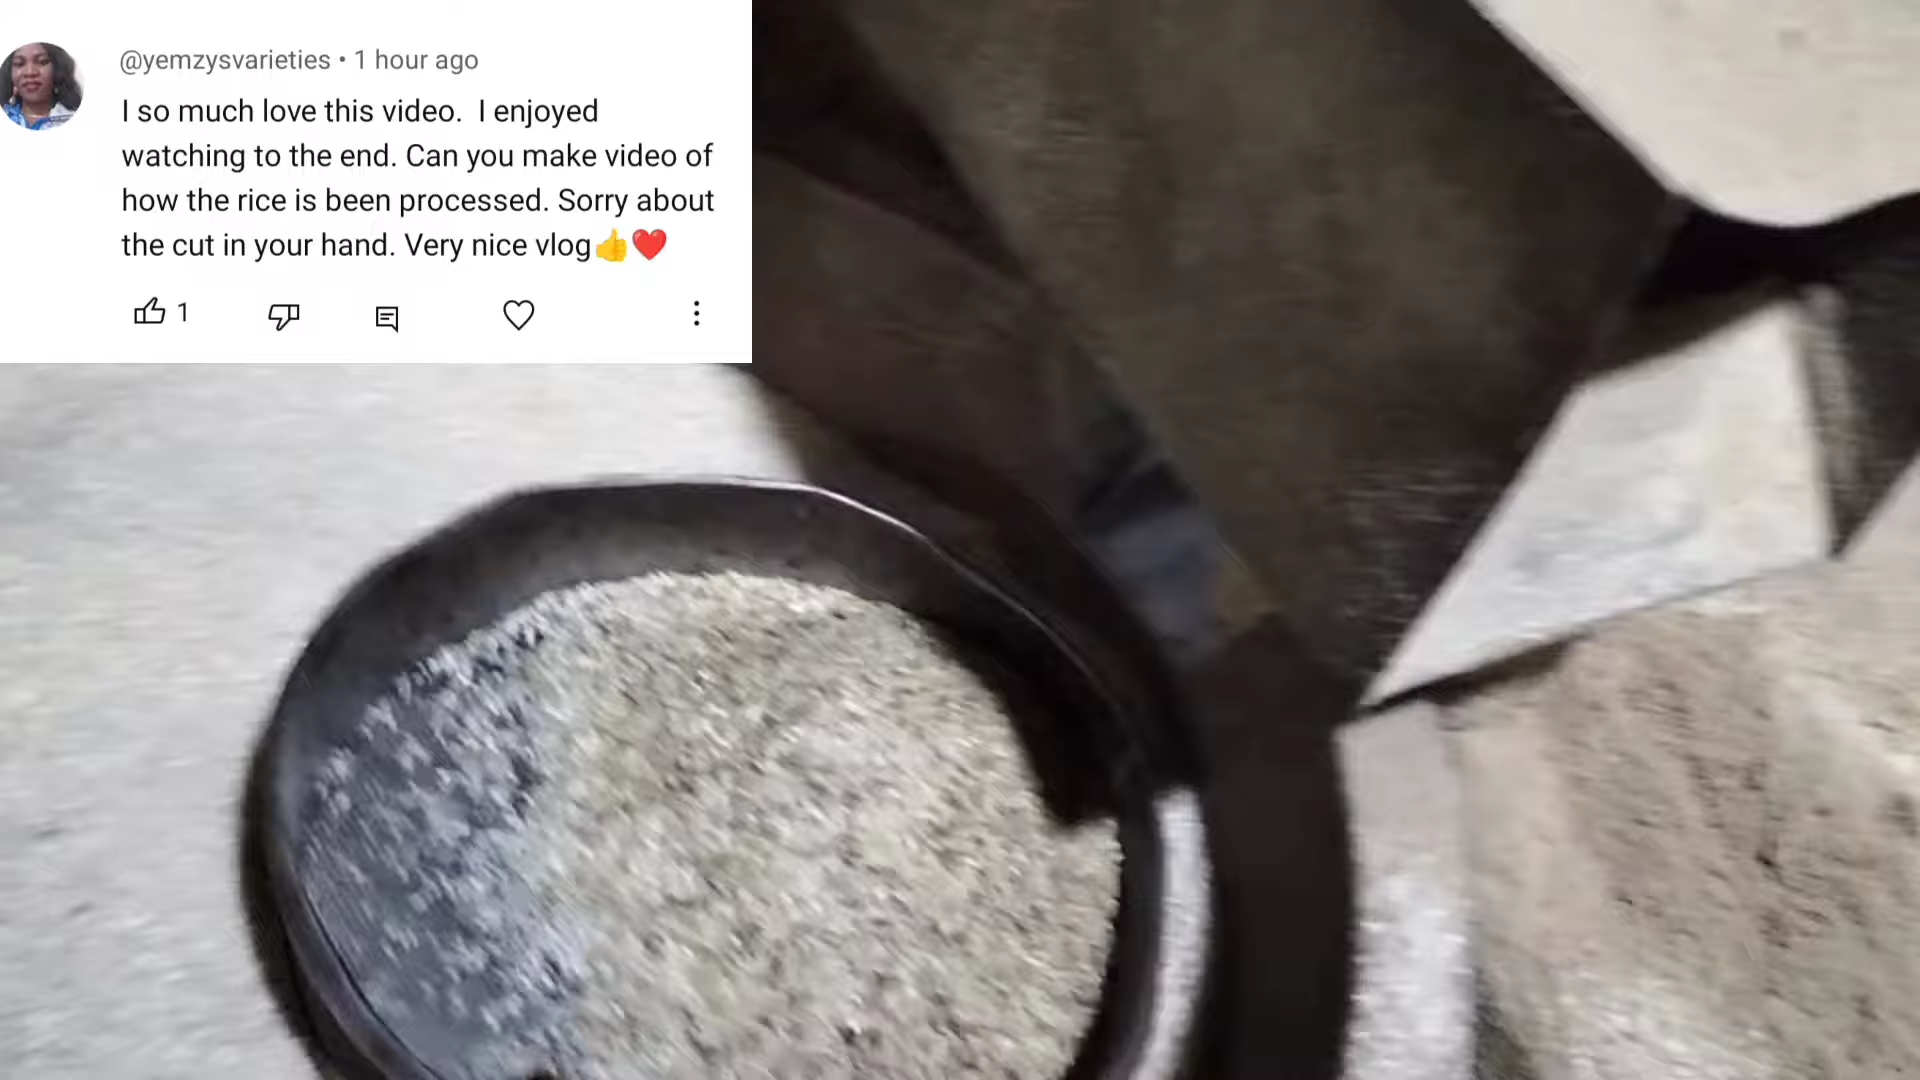 @yemzysvarieties • 1 hour ago
I so much love this video.  I enjoyed
watching to the end. Can you make video of
how the rice is been processed. Sorry about
the cut in your hand. Very nice vlog👍❤️
1